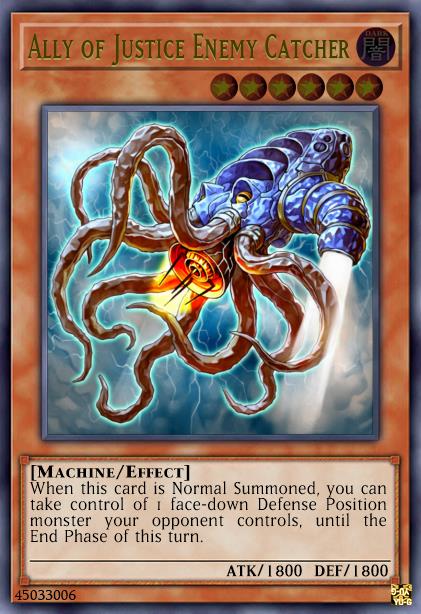 Ally of Justice Enemy Catcher
DARK
闇
[Machine/Effect]
When this card is Normal Summoned, you can
take control of 1 face-down Defense Position
monster your opponent controls, until the
End Phase of this turn.
ATK/1800 DEF/1800
45033006